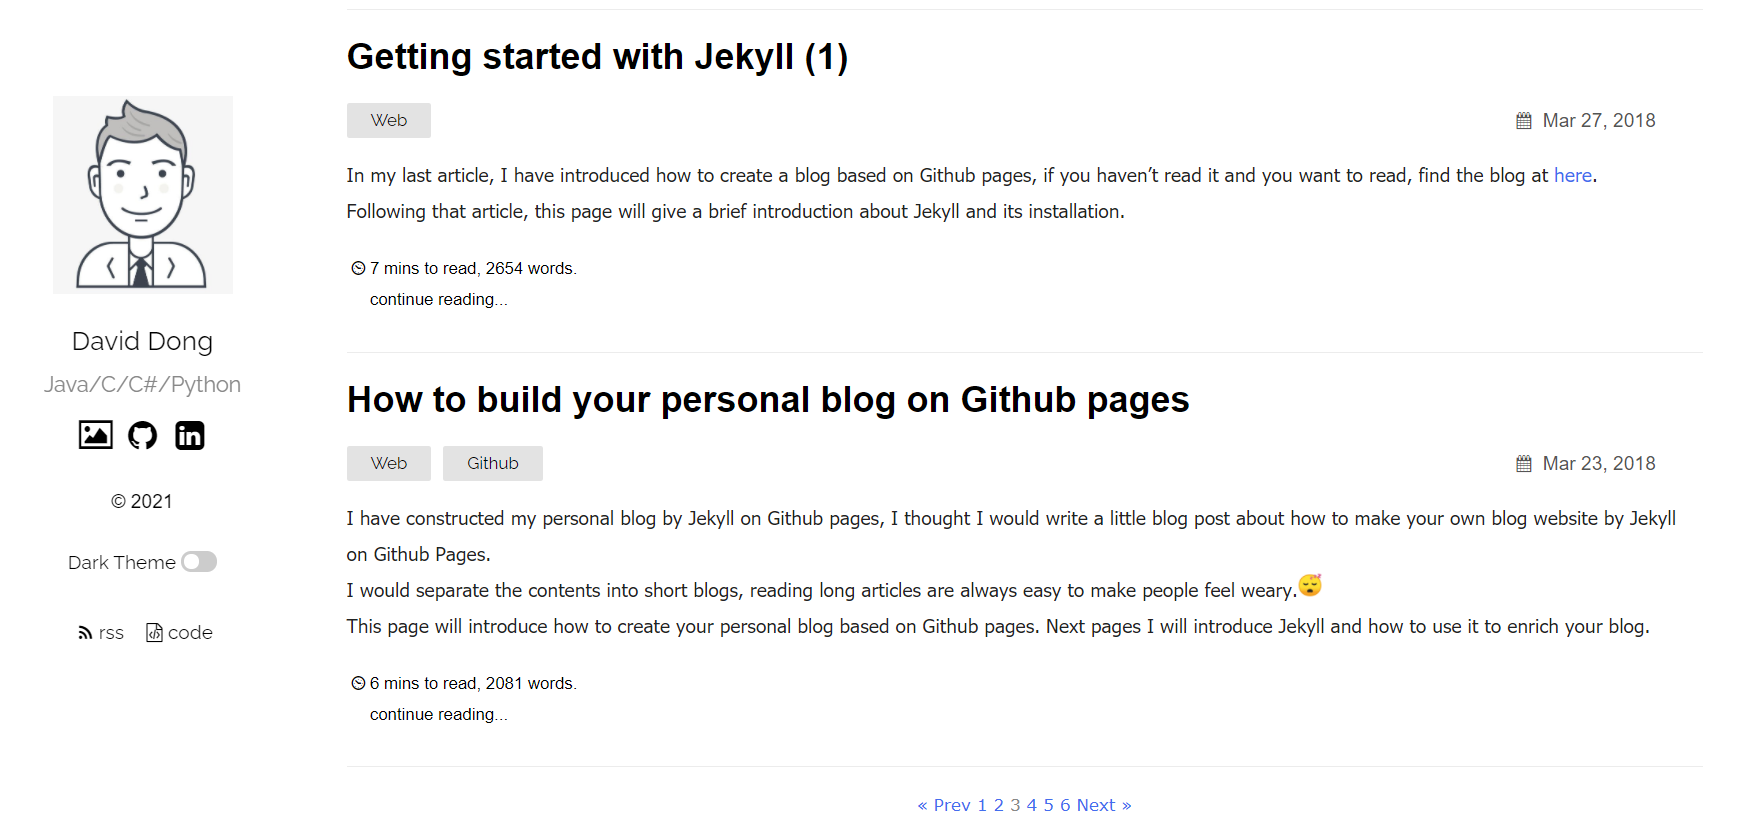 David Dong
Java/C/C#/Python
© 2021
Dark Theme
rss code
Getting started with Jekyll (1)
Web
Mar 27, 2018
In my last article, I have introduced how to create a blog based on Github pages, if you haven’t read it and you want to read, find the blog at here.
Following that article, this page will give a brief introduction about Jekyll and its installation.
7 mins to read, 2654 words.
continue reading...
How to build your personal blog on Github pages
Web Github
Mar 23, 2018
I have constructed my personal blog by Jekyll on Github pages, I thought I would write a little blog post about how to make your own blog website by Jekyll
on Github Pages.
I would separate the contents into short blogs, reading long articles are always easy to make people feel weary.😴
This page will introduce how to create your personal blog based on Github pages. Next pages I will introduce Jekyll and how to use it to enrich your blog.
6 mins to read, 2081 words.
continue reading...
« Prev 1 2 3 4 5 6 Next »